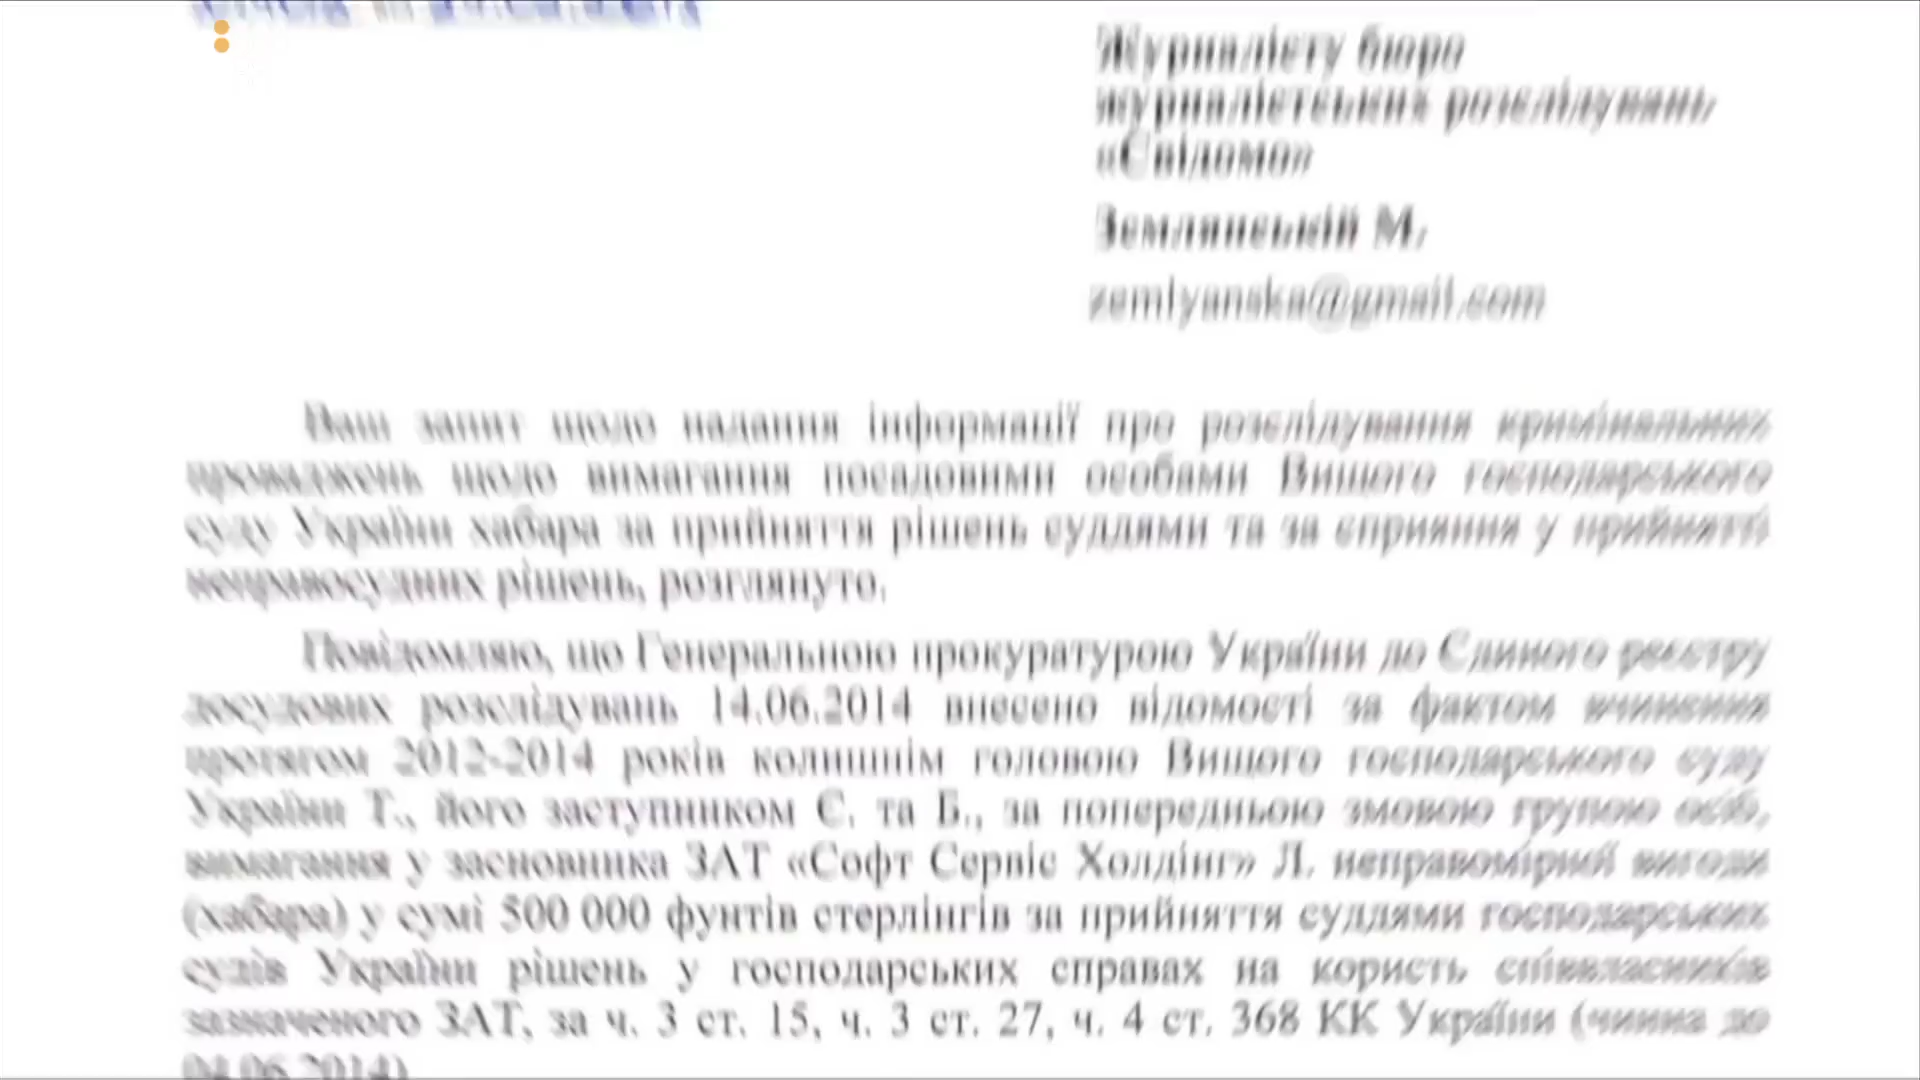 Журналісту бюро
журналістських розслідувань
«Свідомо»
Землянській М.
zemlyanska@gmail.com
Ваш запит щодо надання інформації про розслідування кримінальних
проваджень щодо вимагання посадовими особами Вищого господарського
суду України хабара за прийняття рішень суддями та за сприяння у прийнятті
неправосудних рішень, розглянуто.
Повідомляю, що Генеральною прокуратурою України до Єдиного реєстру
досудових розслідувань 14.06.2014 внесено відомості за фактом вчинення
протягом 2012-2014 років колишнім головою Вищого господарського суду
України Т., його заступником Є. та Б., за попередньою змовою групою осіб,
вимагання у засновника ЗАТ «Софт Сервіс Холдінг» Л. неправомірної вигоди
(хабара) у сумі 500 000 фунтів стерлінгів за прийняття суддями господарських
судів України рішень у господарських справах на користь співвласників
зазначеного ЗАТ, за ч. 3 ст. 15, ч. 3 ст. 27, ч. 4 ст. 368 КК України (чинна до
04.06.2014)